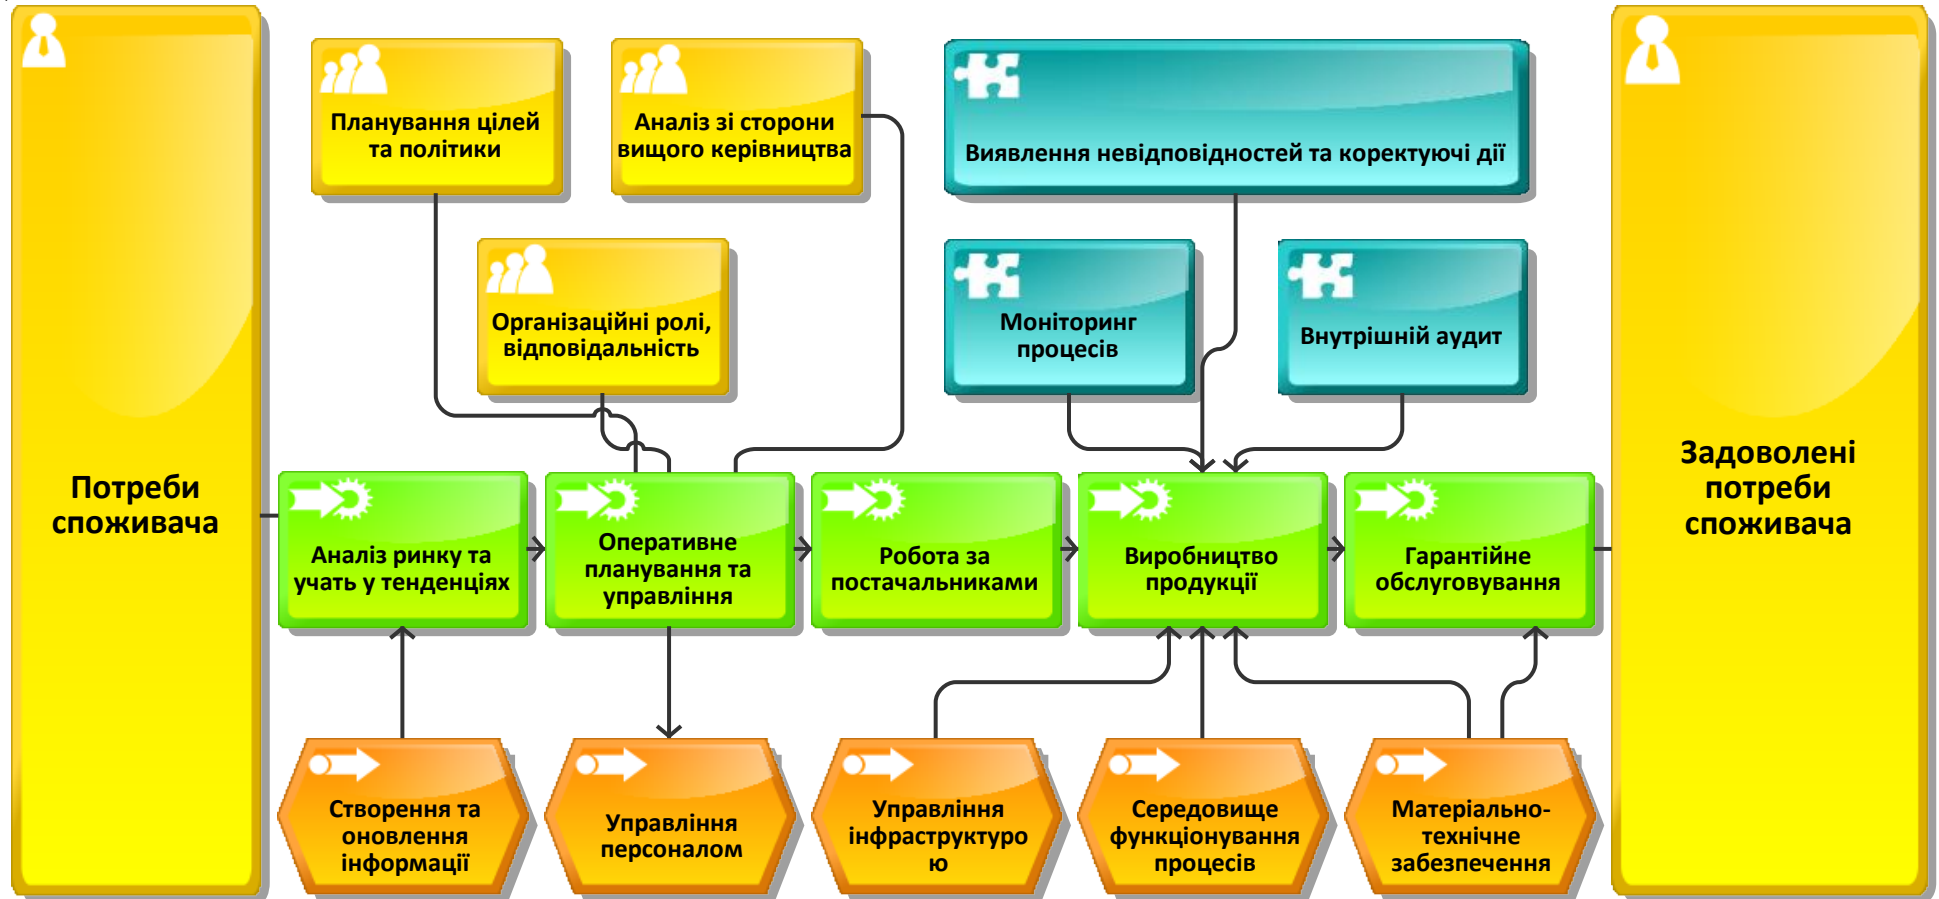 Потреби
споживача
Планування цілей
та політики
Аналіз зі сторони
вищого керівництва
Виявлення невідповідностей та коректуючі дії
Організаційні ролі,
відповідальність
Моніторинг
процесів
Внутрішній аудит
Аналіз ринку та
учать у тенденціях
Оперативне
планування та
управління
Робота за
постачальниками
Виробництво
продукції
Гарантійне
обслуговування
Задоволені
потреби
споживача
Створення та
оновлення
інформації
Управління
персоналом
Управління
інфраструктуро
ю
Середовище
функціонування
процесів
Матеріально-
технічне
забезпечення